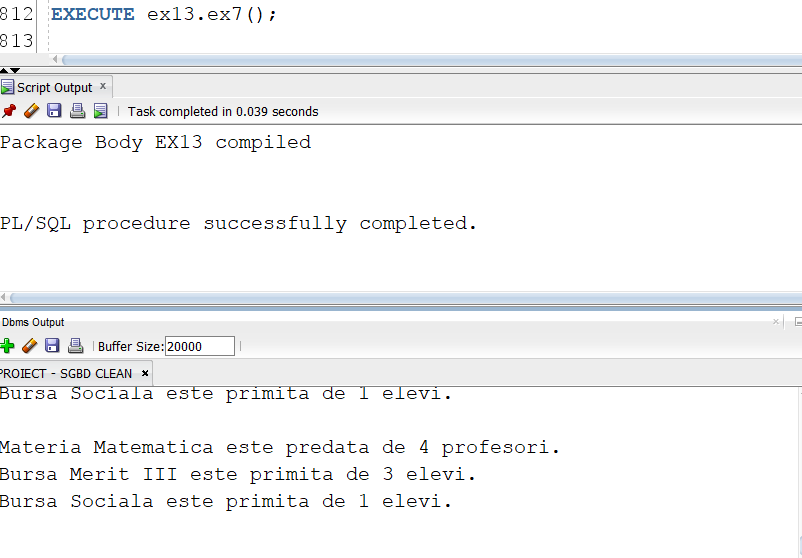 812 EXECUTE ex13.ex7();
813
Script Output x
Task completed in 0.039 seconds
Package Body EX13 compiled
PL/SQL procedure successfully completed.
Dbms Output
Buffer Size: 20000
PROIECT - SGBD CLEAN x
Bursa Sociala este primita de 1 elevi.
Materia Matematica este predata de 4 profesori.
Bursa Merit III este primita de 3 elevi.
Bursa Sociala este primita de 1 elevi.